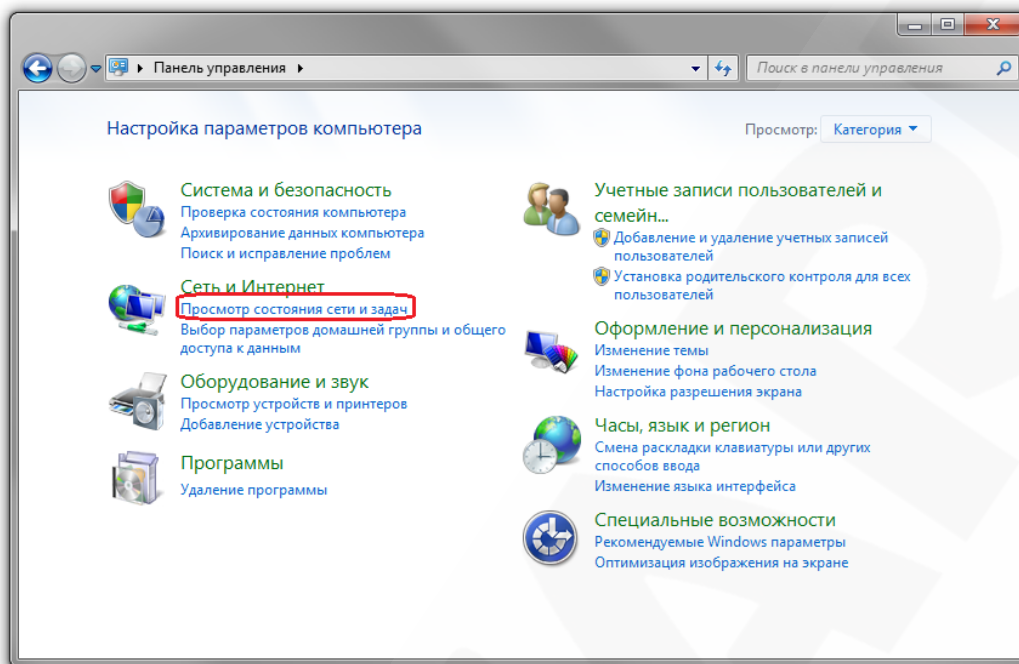 Панель управления
Поиск в панели управления
Настройка параметров компьютера
Просмотр: Категория
Система и безопасность
Проверка состояния компьютера
Архивирование данных компьютера
Поиск и исправление проблем
Сеть и Интернет
Просмотр состояния сети и задач
Выбор параметров домашней группы и общего
доступа к данным
Оборудование и звук
Просмотр устройств и принтеров
Добавление устройства
Программы
Удаление программы
Учетные записи пользователей и
семейн...
Добавление и удаление учетных записей
пользователей
Установка родительского контроля для всех
пользователей
Оформление и персонализация
Изменение темы
Изменение фона рабочего стола
Настройка разрешения экрана
Часы, язык и регион
Смена раскладки клавиатуры или других
способов ввода
Изменение языка интерфейса
Специальные возможности
Рекомендуемые Windows параметры
Оптимизация изображения на экране